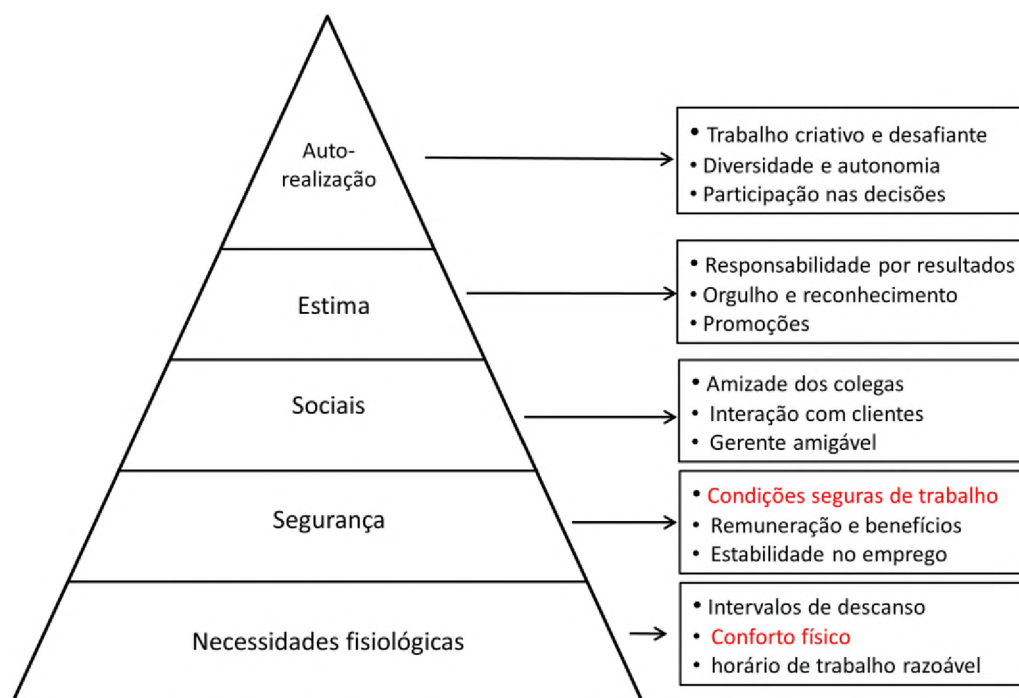 Auto-
realização
• Trabalho criativo e desafiante
• Diversidade e autonomia
• Participação nas decisões
Estima
• Responsabilidade por resultados
• Orgulho e reconhecimento
• Promoções
Sociais
• Amizade dos colegas
• Interação com clientes
• Gerente amigável
Segurança
• Condições seguras de trabalho
• Remuneração e benefícios
• Estabilidade no emprego
Necessidades fisiológicas
• Intervalos de descanso
• Conforto físico
• horário de trabalho razoável